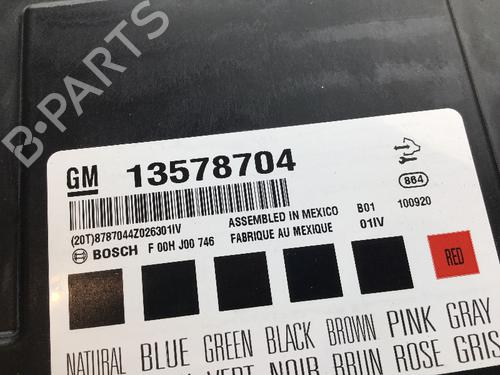 B-PARTS
GM 13578704
864
100920
(20T)8787044Z026301IV
ASSEMBLED IN MEXICO B01
BOSCH F 00H J00 746 FABRIQUE AU MEXIQUE 01IV
RED
NATURAL BLUE GREEN BLACK BROWN PINK GRAY
VERT NOIR BRUN ROSE GRIS